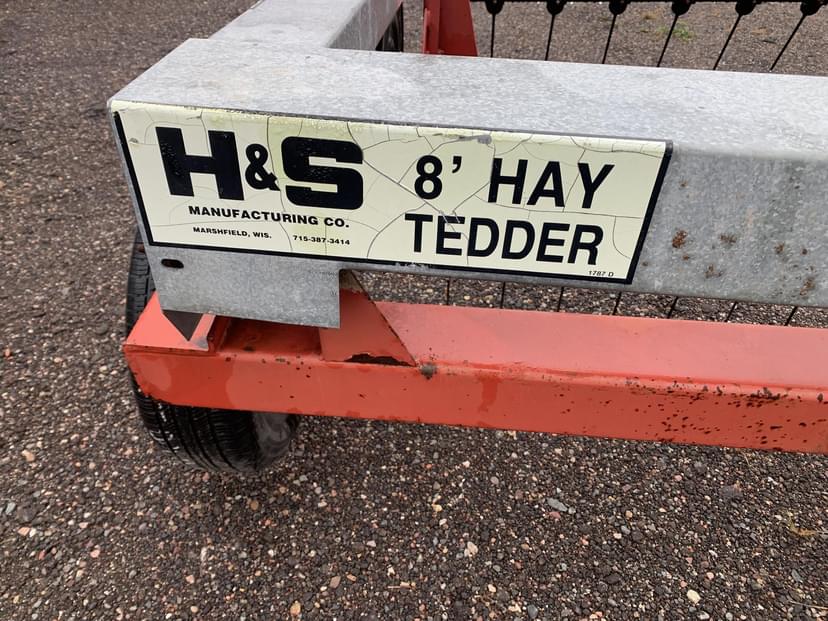 H&S 8' HAY
MANUFACTURING CO. TEDDER
MARSHFIELD, WIS. 715-387-3414
1787 D